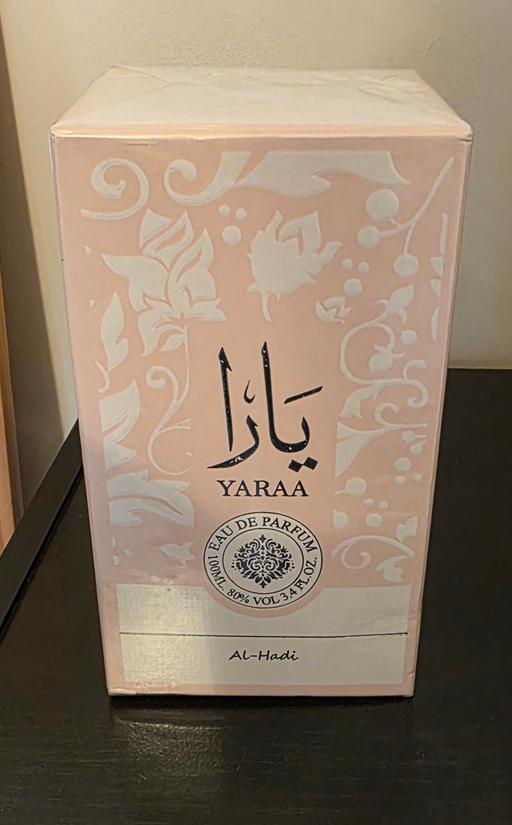 يارا
YARAA
EAU DE PARFUM
100ML. 80% VOL 3.4 FL.OZ.
Al-Hadi